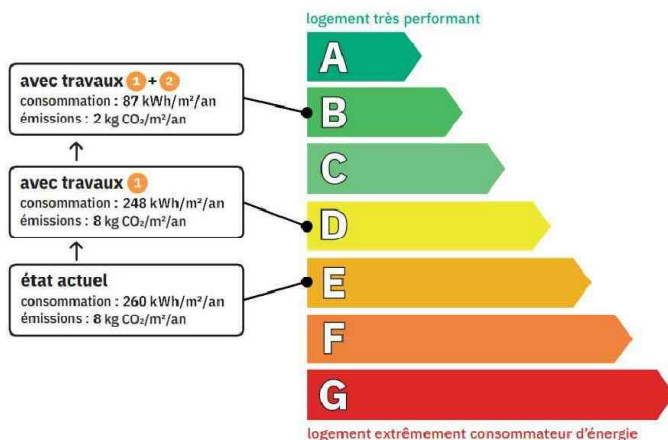 logement très performant
A
avec travaux 1 + 2
consommation : 87 kWh/m²/an
émissions : 2 kg CO₂/m²/an
B
C
avec travaux 1
consommation : 248 kWh/m²/an
émissions : 8 kg CO₂/m²/an
D
état actuel
consommation : 260 kWh/m²/an
émissions : 8 kg CO₂/m²/an
E
F
G
logement extrêmement consommateur d'énergie